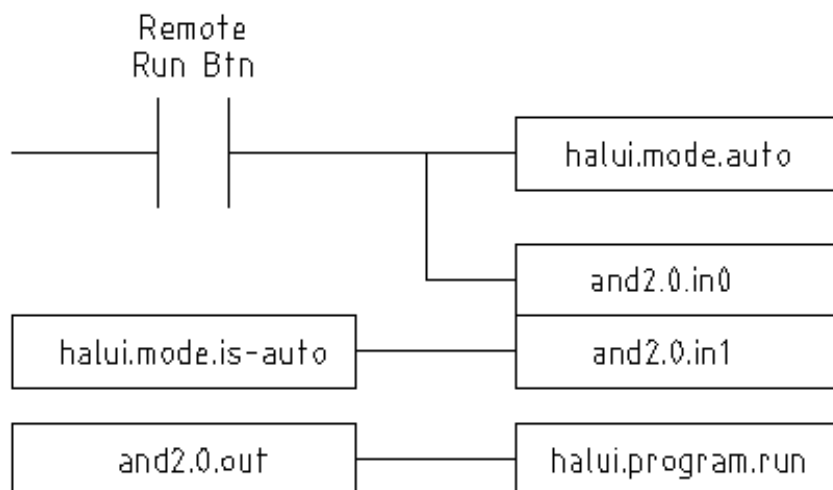 Remote
Run Btn
halui.mode.auto
and2.0.in0
halui.mode.is-auto
and2.0.in1
and2.0.out
halui.program.run